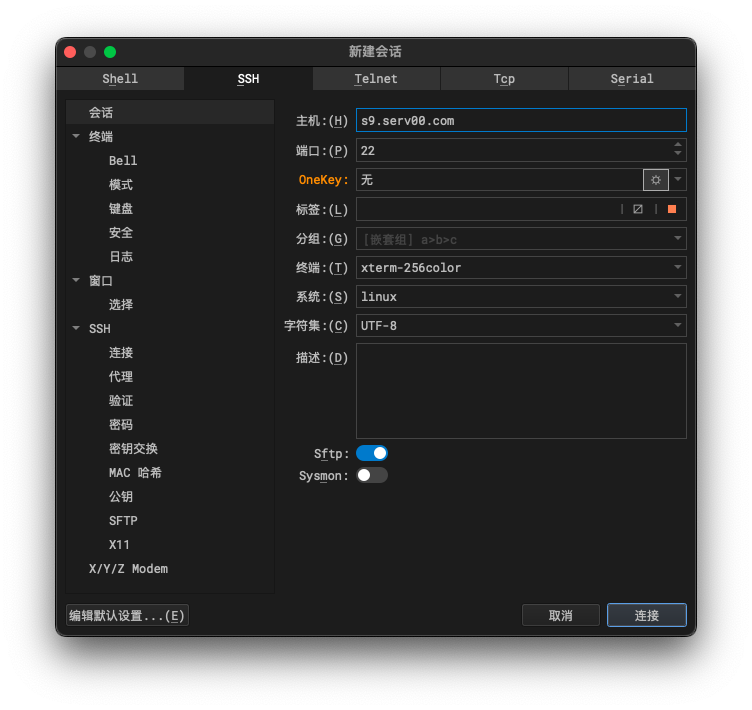 新建会话
Shell
SSH
Telnet
Tcp
Serial
会话
终端
Bell
模式
键盘
安全
日志
窗口
选择
SSH
连接
代理
验证
密码
密钥交换
MAC 哈希
公钥
SFTP
X11
X/Y/Z Modem
主机:(H) s9.serv00.com
端口:(P) 22
OneKey: 无
标签:(L)
分组:(G) [嵌套组] a>b>c
终端:(T) xterm-256color
系统:(S) linux
字符集:(C) UTF-8
描述:(D)
Sftp:
Sysmon:
编辑默认设置...(E)
取消
连接